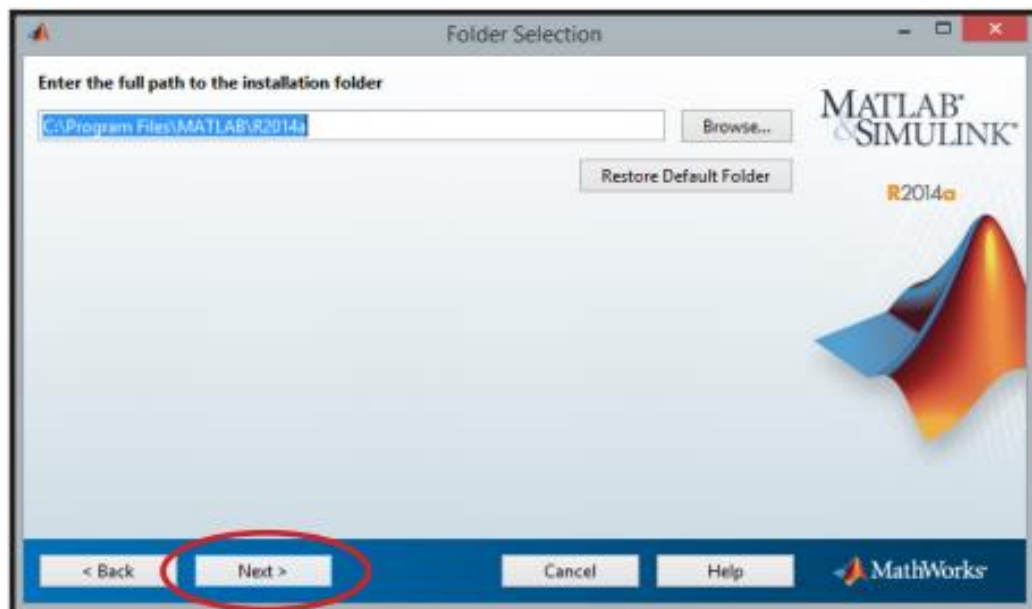 Folder Selection
Enter the full path to the installation folder
C:\Program Files\MATLAB\R2014a
Browse...
Restore Default Folder
MATLAB®
&SIMULINK®
R2014a
< Back
Next >
Cancel
Help
MathWorks®